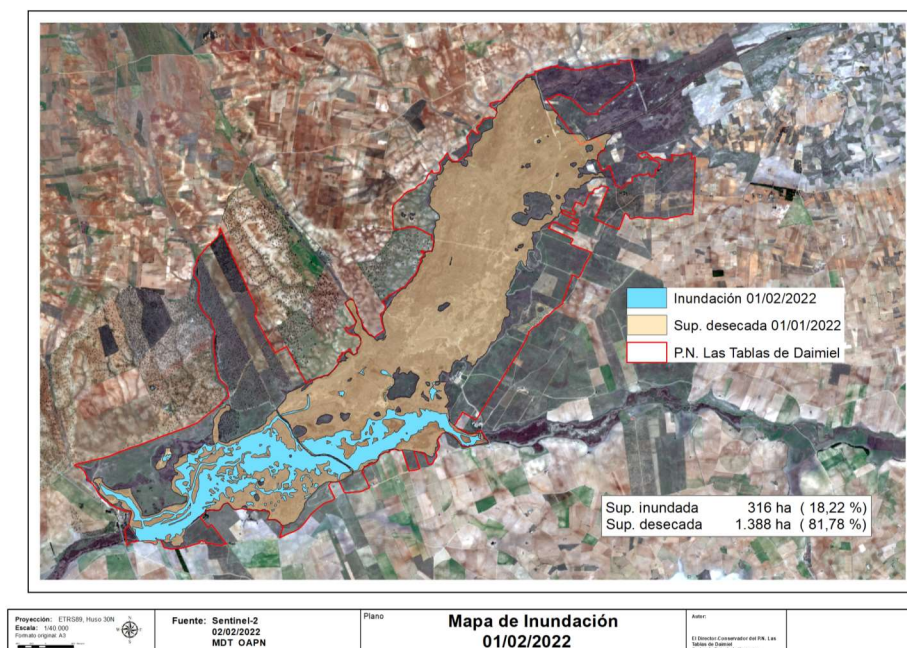 Inundación 01/02/2022
Sup. desecada 01/01/2022
P.N. Las Tablas de Daimiel
Sup. inundada 316 ha ( 18,22 %)
Sup. desecada 1.388 ha ( 81,78 %)
Proyección: ETRS89, Huso 30N
Escala: 1/40.000
Formato original: A3
Fuente: Sentinel-2
02/02/2022
MDT OAPN
Plano
Mapa de Inundación
01/02/2022
Autor:
El Director-Conservador del P.N. Las
Tablas de Daimiel